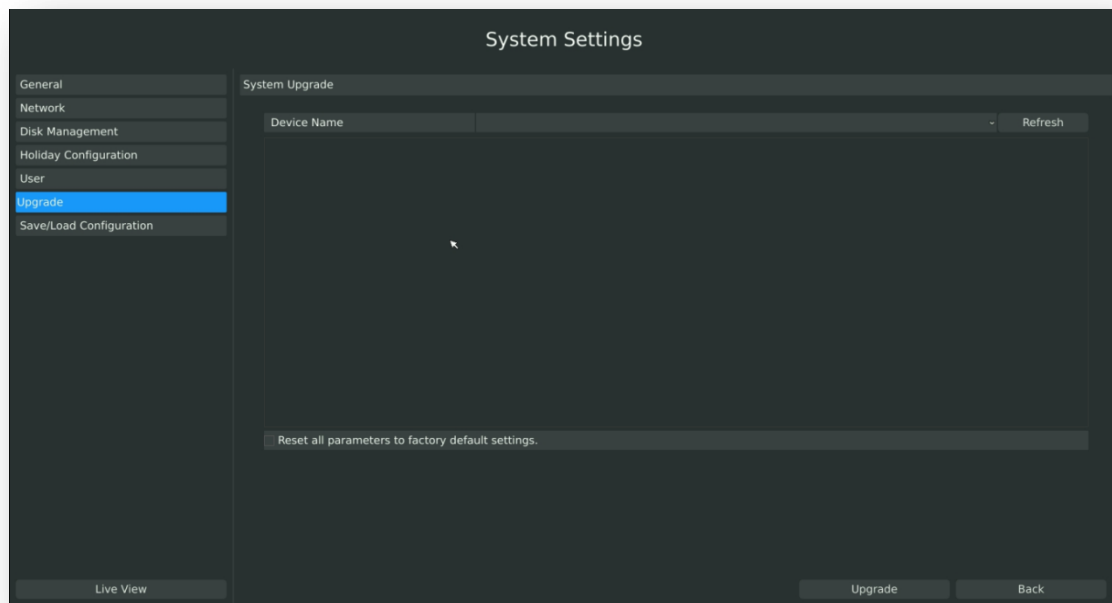 System Settings
General
Network
Disk Management
Holiday Configuration
User
Upgrade
Save/Load Configuration
Live View
System Upgrade
Device Name - Refresh
Reset all parameters to factory default settings.
Upgrade Back